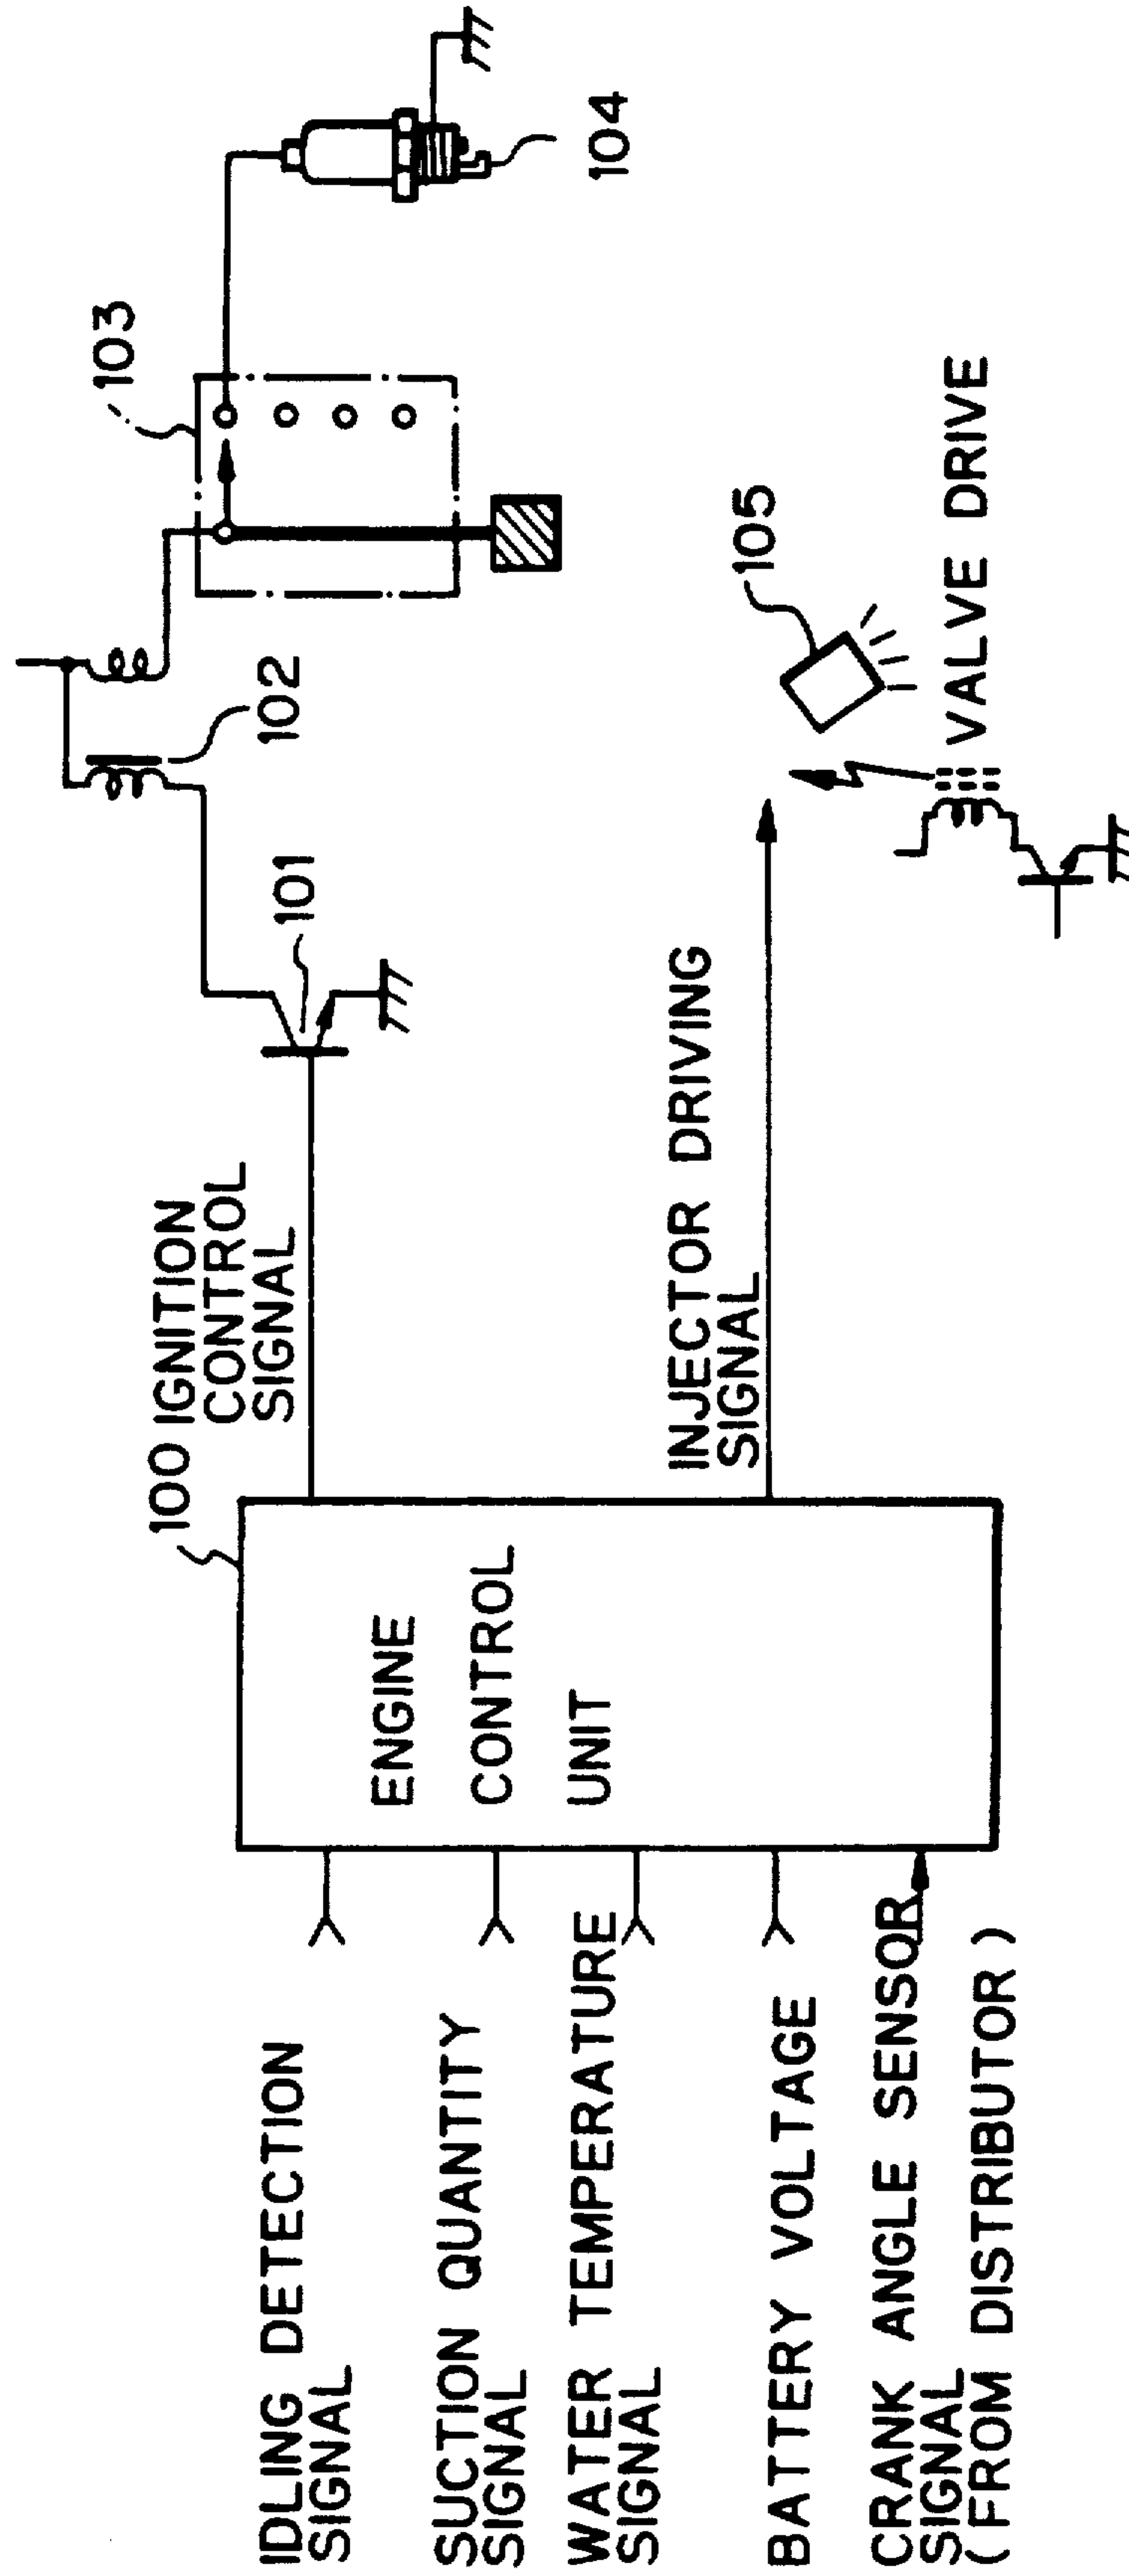 IDLING DETECTION
SIGNAL
SUCTION QUANTITY
SIGNAL
WATER TEMPERATURE
SIGNAL
BATTERY VOLTAGE
CRANK ANGLE SENSOR
SIGNAL
(FROM DISTRIBUTOR)
100
ENGINE
CONTROL
UNIT
IGNITION
CONTROL
SIGNAL
INJECTOR DRIVING
SIGNAL
101
102
103
104
105
VALVE DRIVE